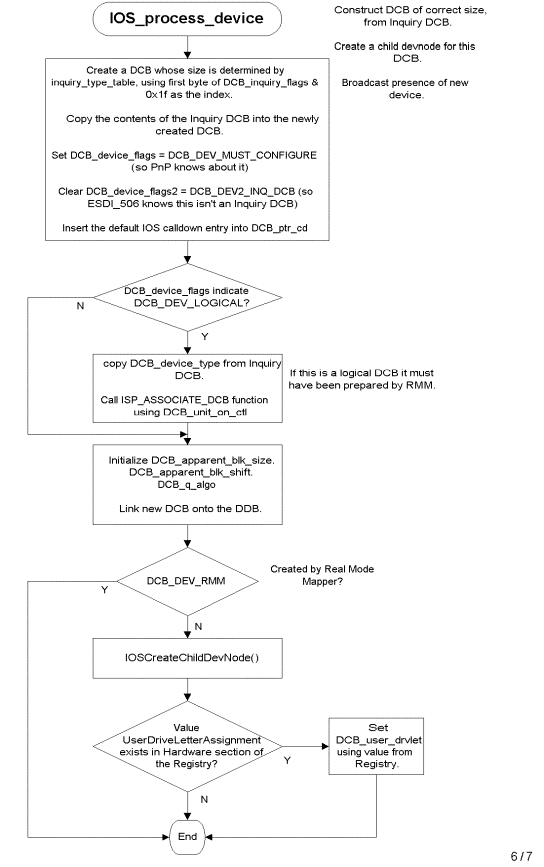 IOS_process_device
Construct DCB of correct size,
from Inquiry DCB.
Create a child devnode for this
DCB.
Broadcast presence of new
device.
Create a DCB whose size is determined by
inquiry_type_table, using first byte of DCB_inquiry_flags &
0x1f as the index.
Copy the contents of the Inquiry DCB into the newly
created DCB.
Set DCB_device_flags = DCB_DEV_MUST_CONFIGURE
(so PnP knows about it)
Clear DCB_device_flags2 = DCB_DEV2_INQ_DCB (so
ESDI_506 knows this isn't an Inquiry DCB)
Insert the default IOS calldown entry into DCB_ptr_cd
DCB_device_flags indicate
DCB_DEV_LOGICAL?
N
Y
copy DCB_device_type from Inquiry
DCB.
Call ISP_ASSOCIATE_DCB function
using DCB_unit_on_ctl
If this is a logical DCB it must
have been prepared by RMM.
Initialize DCB_apparent_blk_size.
DCB_apparent_blk_shift.
DCB_q_algo
Link new DCB onto the DDB.
DCB_DEV_RMM
Created by Real Mode
Mapper?
Y
N
IOSCreateChildDevNode()
Value
UserDriveLetterAssignment
exists in Hardware section of
the Registry?
Y
Set
DCB_user_drvlet
using value from
Registry.
N
End
6 / 7